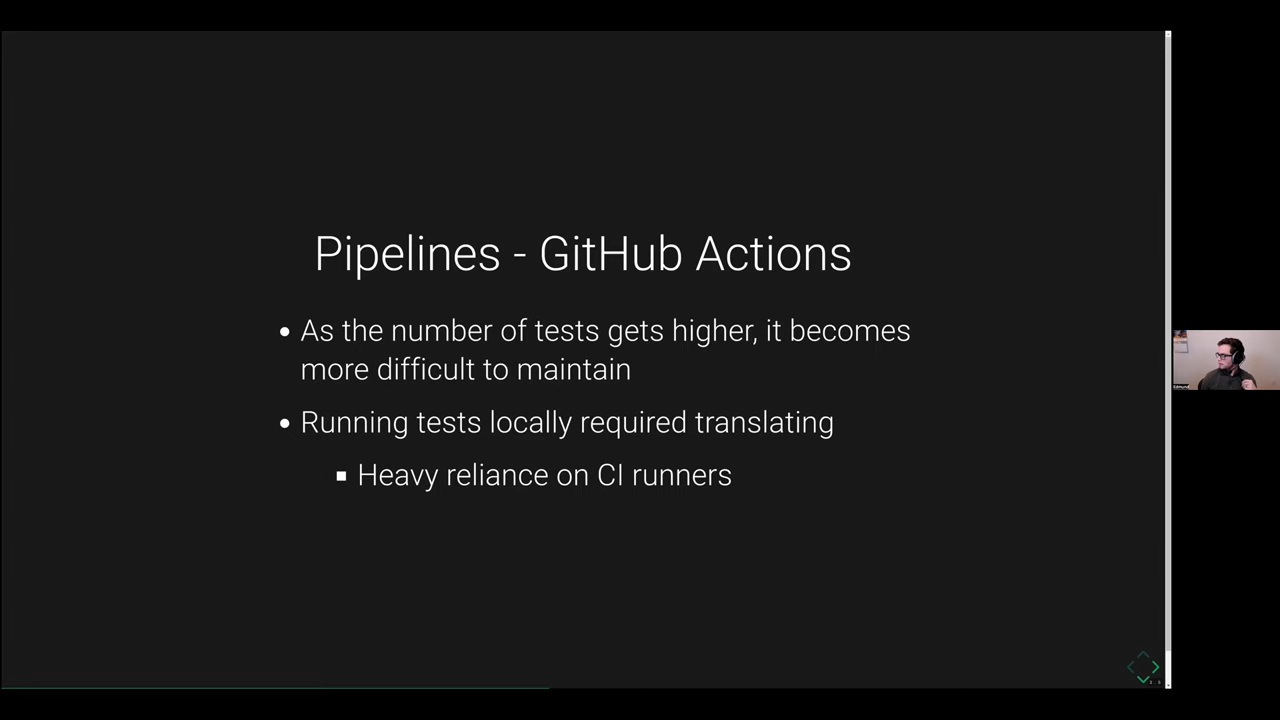 Pipelines - GitHub Actions
As the number of tests gets higher, it becomes
more difficult to maintain
Running tests locally required translating
Heavy reliance on CI runners
Edmund